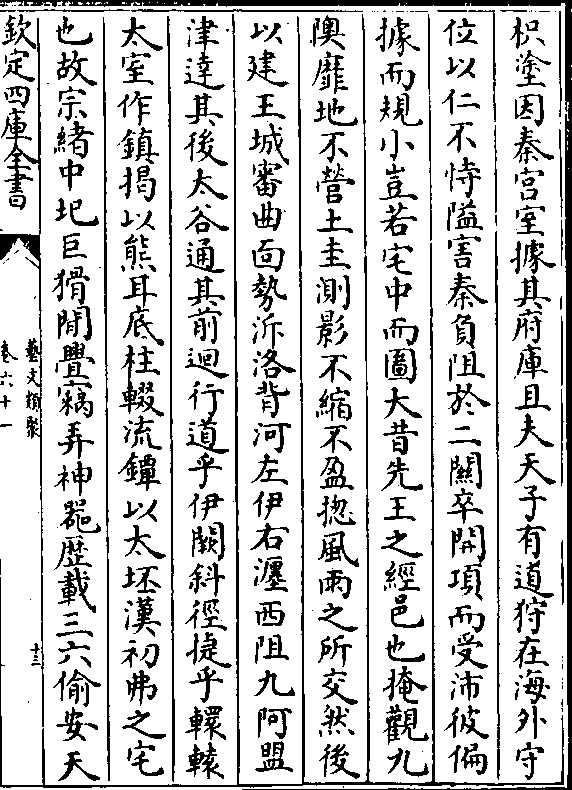 枳塗因秦宫室據其府庫且夫天子有道狩在海外守
位以仁不恃隘害秦負阻於二關卒開項而受沛彼偏
據而規小豈若宅中而圖大昔先王之經邑也掩觀九
隩靡地不營土圭測影不縮不盈揔風雨之所交然後
以建王城審曲面勢泝洛背河左伊右瀍西阻九阿盟
津達其後太谷通其前迴行道乎伊闕斜徑捷乎轘轅
太室作鎮揭以熊耳底柱輟流鐔以太坯漢初弗之宅
也故宗緒中圮巨猾閒舋竊弄神噐歴載三六偷安天
欽定四庫全書
藝文類聚
卷六十一
十三